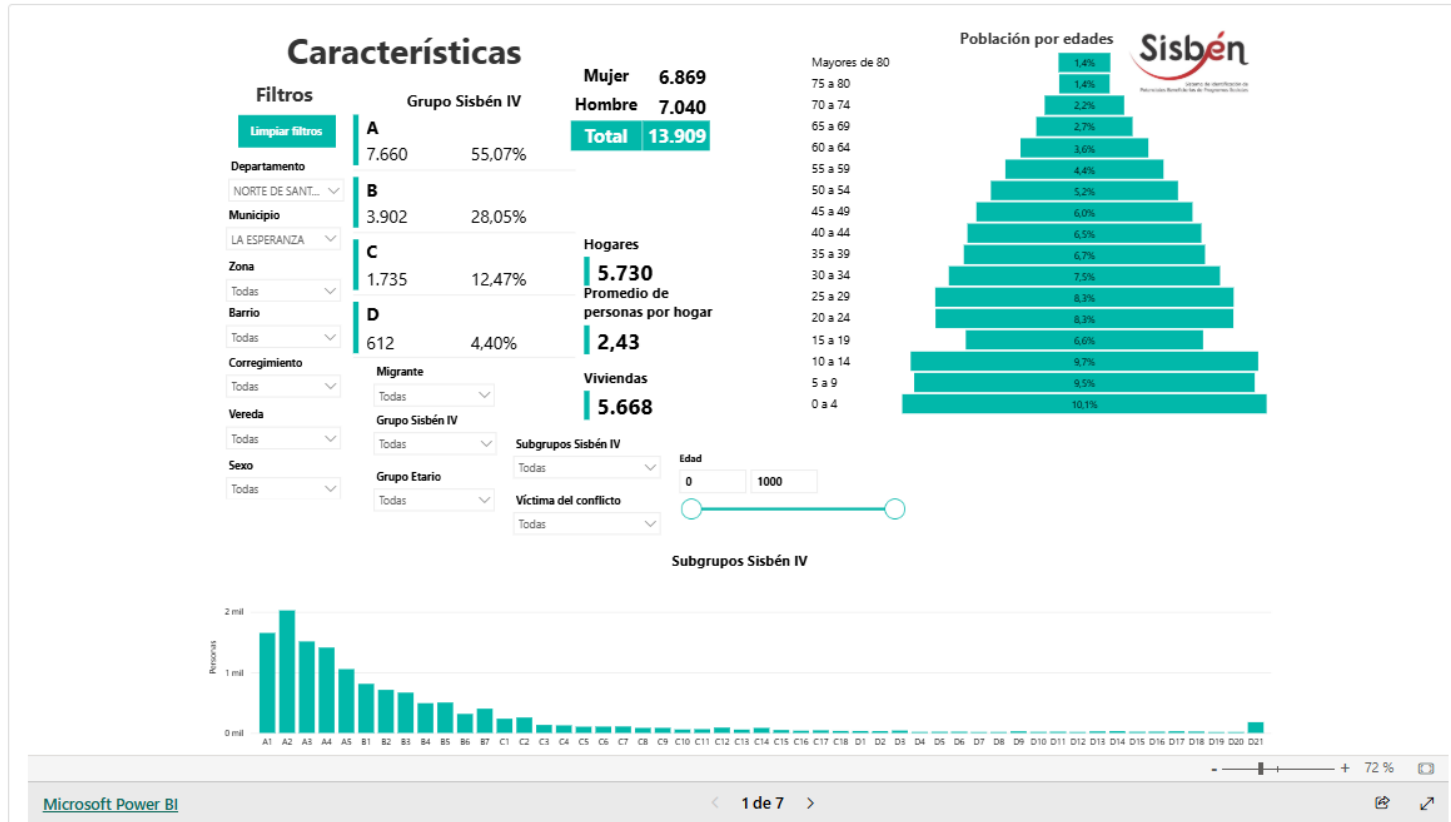 Características
Filtros
Limpiar filtros
Departamento
NORTE DE SANT...
Municipio
LA ESPERANZA
Zona
Todas
Barrio
Todas
Corregimiento
Todas
Vereda
Todas
Sexo
Todas
Grupo Sisbén IV
A
7.660 55,07%
B
3.902 28,05%
C
1.735 12,47%
D
612 4,40%
Migrante
Todas
Grupo Sisbén IV
Todas
Grupo Etario
Todas
Mujer 6.869
Hombre 7.040
Total 13.909
Hogares
5.730
Promedio de
personas por hogar
2,43
Viviendas
5.668
Subgrupos Sisbén IV
Todas
Víctima del conflicto
Todas
Edad
0 1000
Población por edades
Sisbén
Sistema de Identificación de
Potenciales Beneficiarios de Programas Sociales
Mayores de 80 1,4%
75 a 80 1,4%
70 a 74 2,2%
65 a 69 2,7%
60 a 64 3,6%
55 a 59 4,4%
50 a 54 5,2%
45 a 49 6,0%
40 a 44 6,5%
35 a 39 6,7%
30 a 34 7,5%
25 a 29 8,3%
20 a 24 8,3%
15 a 19 6,6%
10 a 14 9,7%
5 a 9 9,5%
0 a 4 10,1%
Subgrupos Sisbén IV
Personas
2 mil
1 mil
0 mil
A1 A2 A3 A4 A5 B1 B2 B3 B4 B5 B6 B7 C1 C2 C3 C4 C5 C6 C7 C8 C9 C10 C11 C12 C13 C14 C15 C16 C17 C18 D1 D2 D3 D4 D5 D6 D7 D8 D9 D10 D11 D12 D13 D14 D15 D16 D17 D18 D19 D20 D21
- + 72 %
Microsoft Power BI
1 de 7